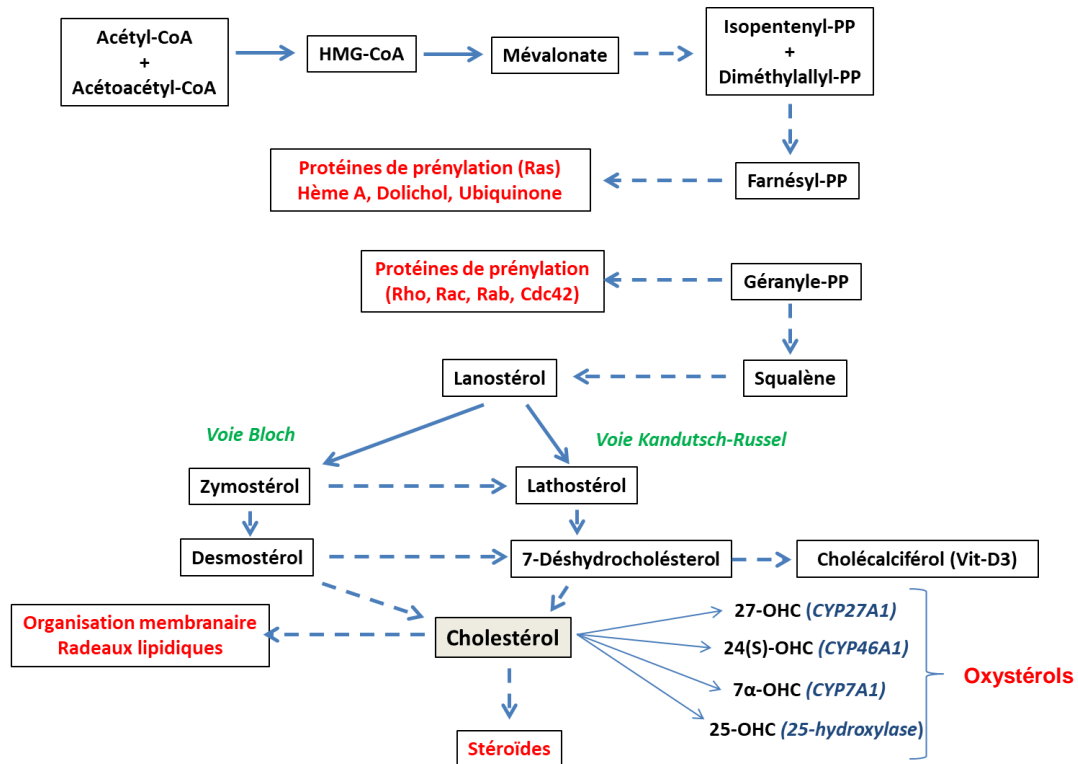 Acétyl-CoA
+
Acétoacétyl-CoA
HMG-CoA
Mévalonate
Isopentenyl-PP
+
Diméthylallyl-PP
Protéines de prénylation (Ras)
Hème A, Dolichol, Ubiquinone
Farnésyl-PP
Protéines de prénylation
(Rho, Rac, Rab, Cdc42)
Géranyle-PP
Lanostérol
Squalène
Voie Bloch
Voie Kandutsch-Russel
Zymostérol
Lathostérol
Desmostérol
7-Déshydrocholésterol
Cholécalciférol (Vit-D3)
Organisation membranaire
Radeaux lipidiques
Cholestérol
27-OHC (CYP27A1)
24(S)-OHC (CYP46A1)
7α-OHC (CYP7A1)
25-OHC (25-hydroxylase)
Oxystérols
Stéroïdes